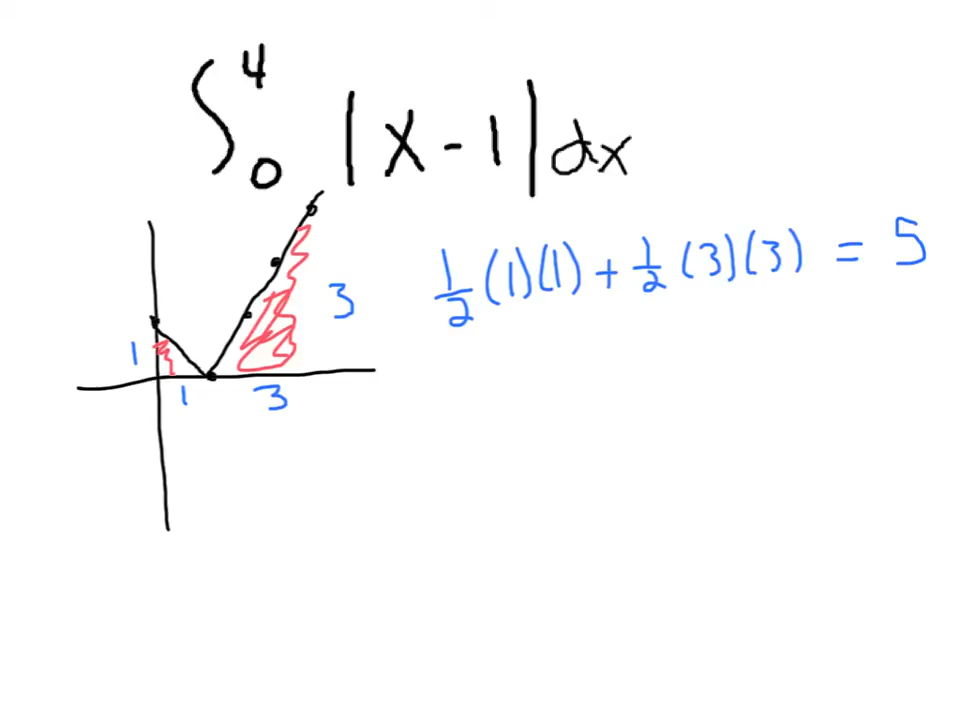 ∫₀⁴ |x-1|dx
½(1)(1)+½(3)(3) = 5
3
1
1 3